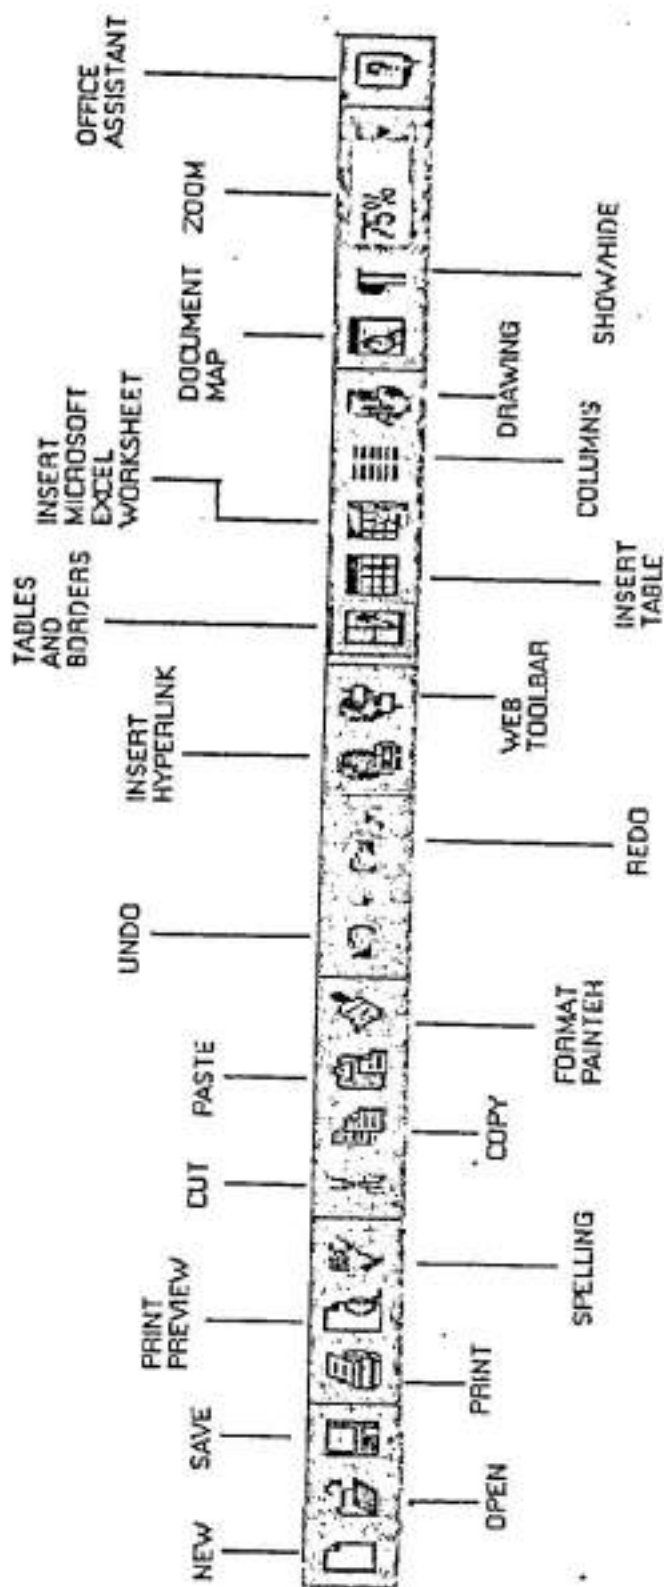 NEW
SAVE
PRINT
PREVIEW
CUT
PASTE
UNDO
INSERT
HYPERLINK
TABLES
AND
BORDERS
INSERT
MICROSOFT
EXCEL
WORKSHEET
DOCUMENT
MAP
ZOOM
OFFICE
ASSISTANT
75%
OPEN
PRINT
SPELLING
COPY
FORMAT
PAINTER
REDO
WEB
TOOLBAR
INSERT
TABLE
COLUMNS
DRAWING
SHOW/HIDE